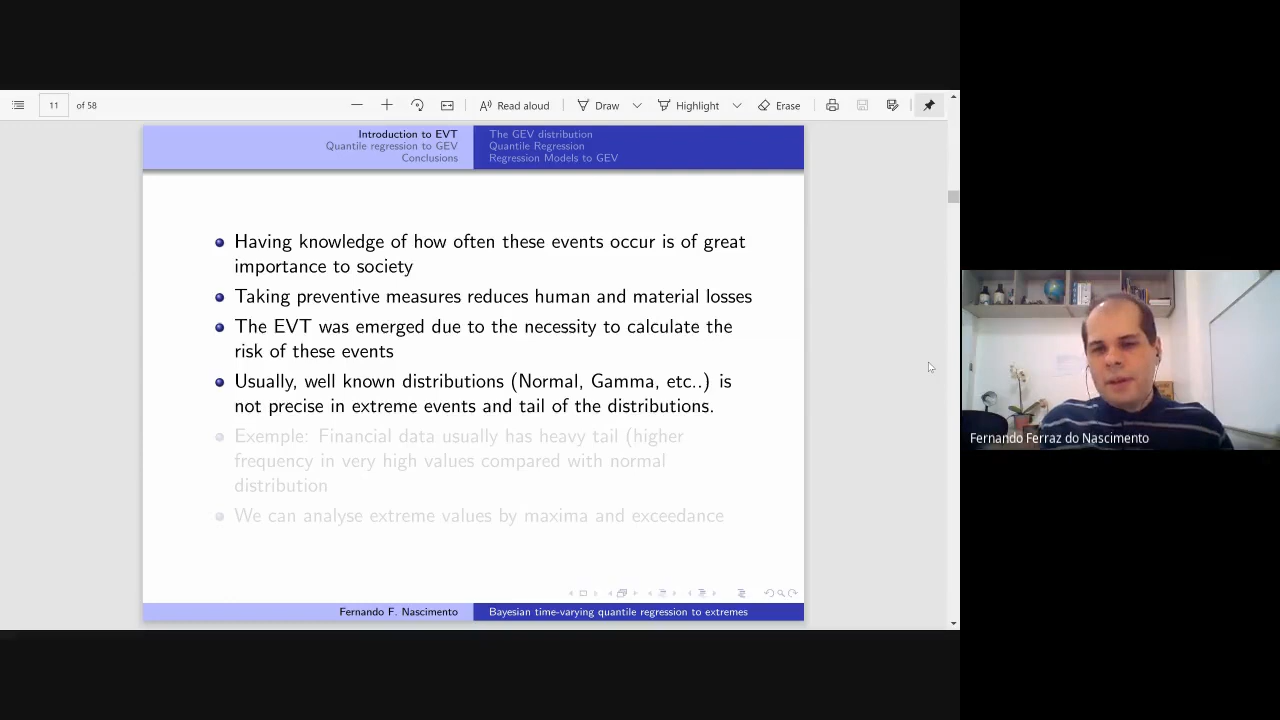 11
of 58
Read aloud
Draw
Highlight
Erase
Introduction to EVT
Quantile regression to GEV
Conclusions
The GEV distribution
Quantile Regression
Regression Models to GEV
Having knowledge of how often these events occur is of great
importance to society
Taking preventive measures reduces human and material losses
The EVT was emerged due to the necessity to calculate the
risk of these events
Usually, well known distributions (Normal, Gamma, etc..) is
not precise in extreme events and tail of the distributions.
Exemple: Financial data usually has heavy tail (higher
frequency in very high values compared with normal
distribution
We can analyse extreme values by maxima and exceedance
Fernando F. Nascimento
Bayesian time-varying quantile regression to extremes
Fernando Ferraz do Nascimento